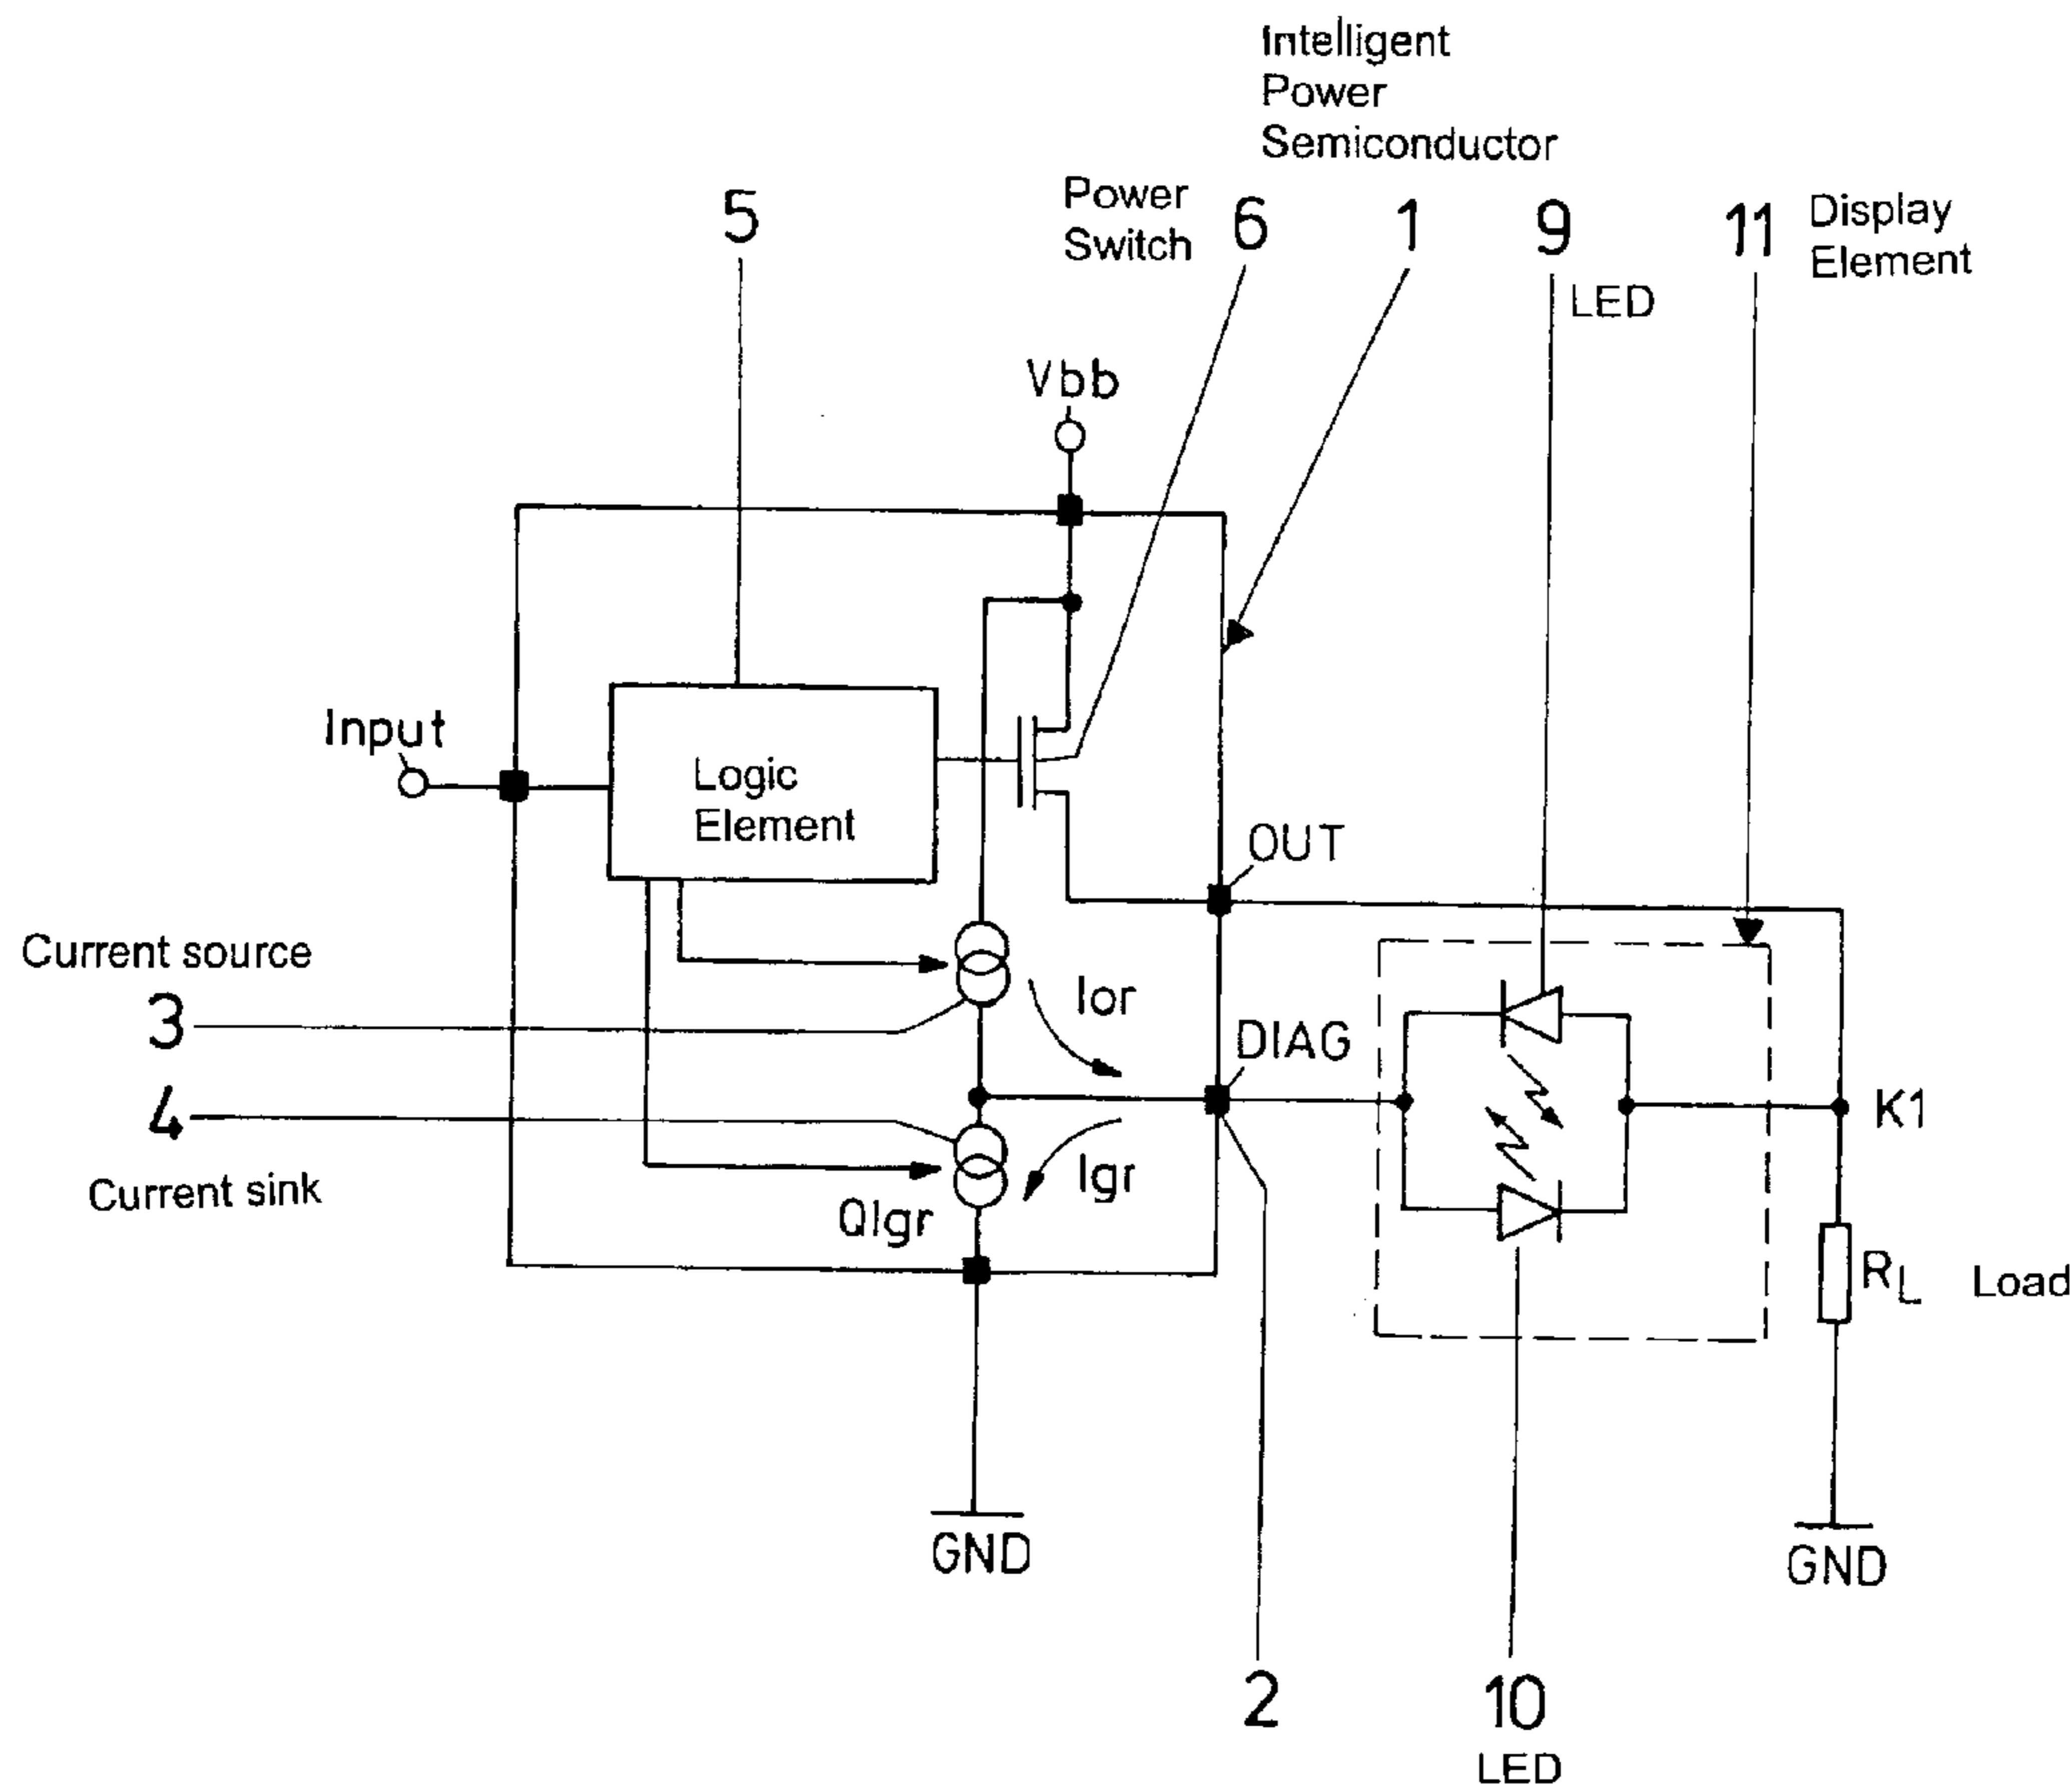 Intelligent
Power
Semiconductor
Power
Switch
5
6
1
9
11
Display
Element
LED
Vbb
Input
Logic
Element
OUT
Current source
3
Ior
DIAG
4
K1
Current sink
Igr
QIgr
RL
Load
GND
GND
2
10
LED